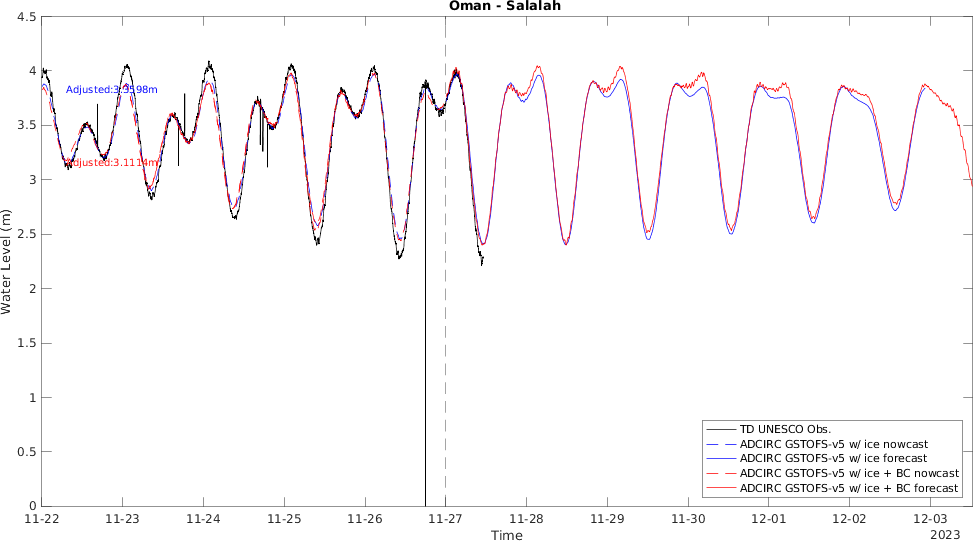 Oman - Salalah
4.5
4
3.5
3
2.5
2
1.5
1
0.5
0
Water Level (m)
Adjusted:3.3598m
Adjusted:3.1114m
TD UNESCO Obs.
ADCIRC GSTOFS-v5 w/ ice nowcast
ADCIRC GSTOFS-v5 w/ ice forecast
ADCIRC GSTOFS-v5 w/ ice + BC nowcast
ADCIRC GSTOFS-v5 w/ ice + BC forecast
11-22 11-23 11-24 11-25 11-26 11-27 11-28 11-29 11-30 12-01 12-02 12-03
Time
2023